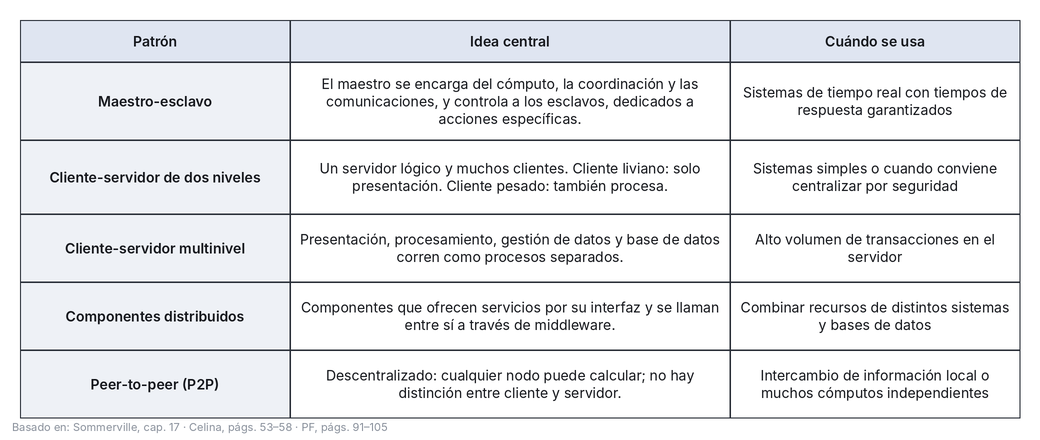 Patrón
Idea central
Cuándo se usa
Maestro-esclavo
El maestro se encarga del cómputo, la coordinación y las
comunicaciones, y controla a los esclavos, dedicados a
acciones específicas.
Sistemas de tiempo real con tiempos de
respuesta garantizados
Cliente-servidor de dos niveles
Un servidor lógico y muchos clientes. Cliente liviano: solo
presentación. Cliente pesado: también procesa.
Sistemas simples o cuando conviene
centralizar por seguridad
Cliente-servidor multinivel
Presentación, procesamiento, gestión de datos y base de datos
corren como procesos separados.
Alto volumen de transacciones en el
servidor
Componentes distribuidos
Componentes que ofrecen servicios por su interfaz y se llaman
entre sí a través de middleware.
Combinar recursos de distintos sistemas
y bases de datos
Peer-to-peer (P2P)
Descentralizado: cualquier nodo puede calcular; no hay
distinción entre cliente y servidor.
Intercambio de información local o
muchos cómputos independientes
Basado en: Sommerville, cap. 17 · Celina, págs. 53–58 · PF, págs. 91–105